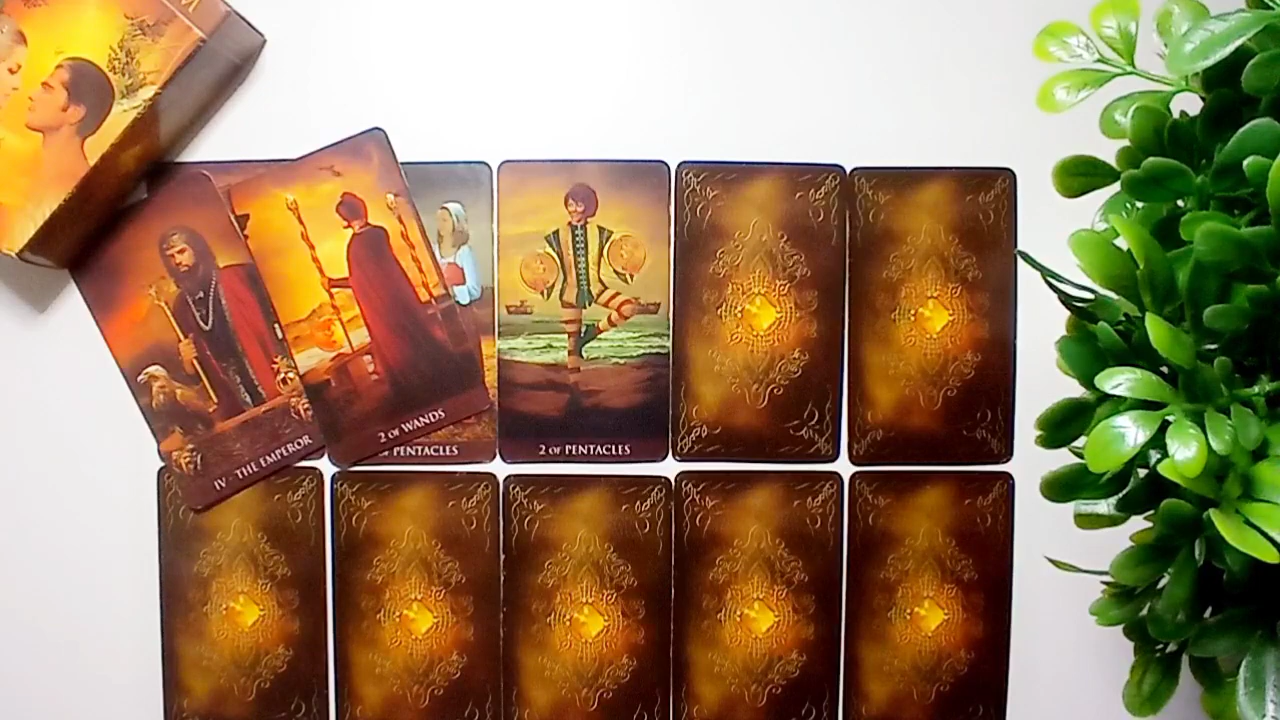 IV - THE EMPEROR
2 OF WANDS
PENTACLES
2 OF PENTACLES